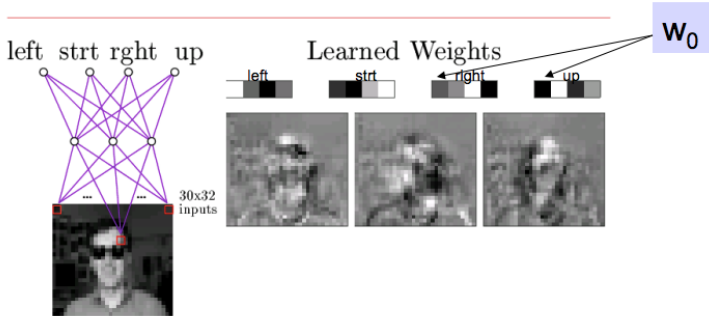 w0
left strt rght up
Learned Weights
left strt right up
... ...
30x32
inputs